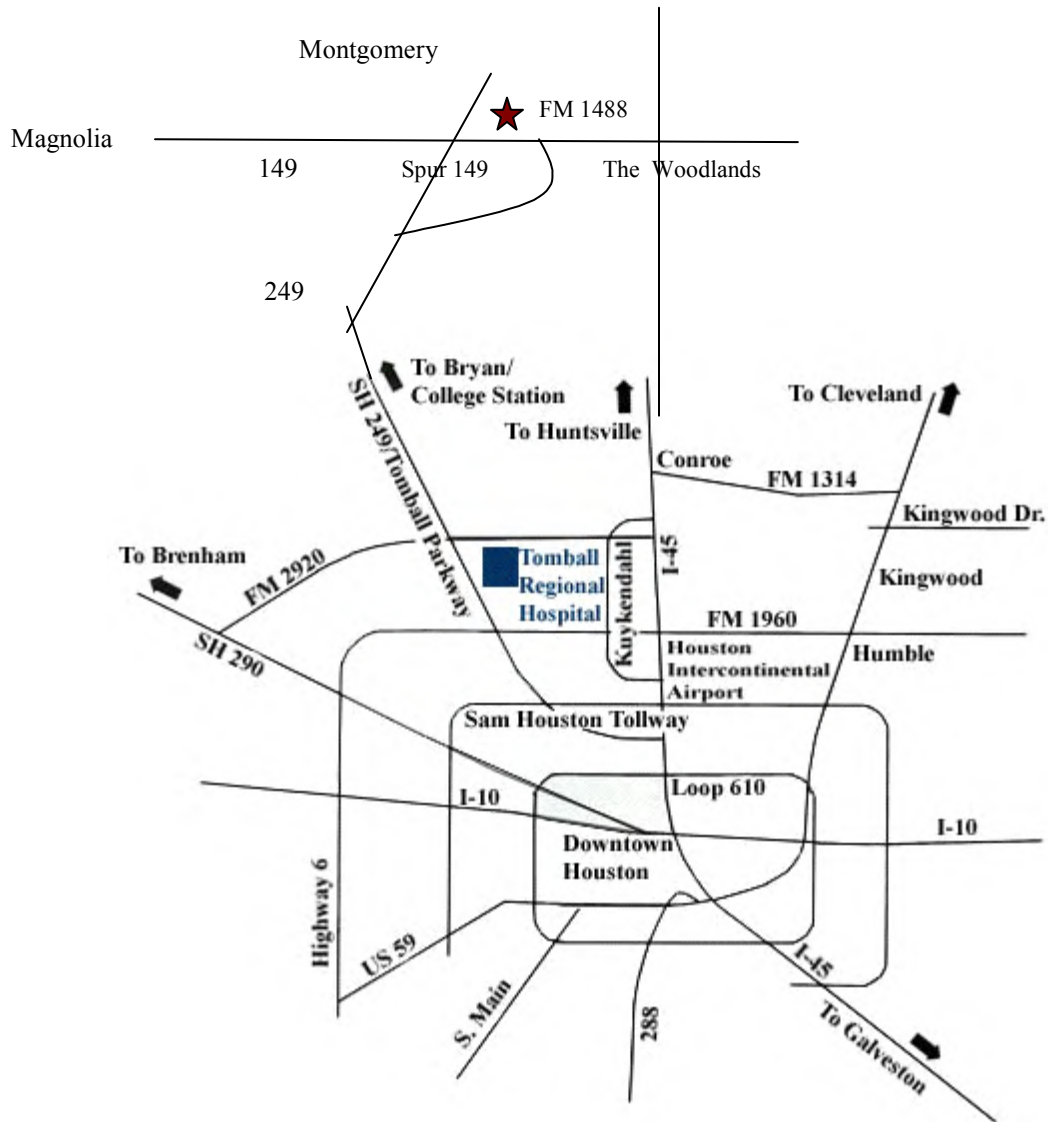 Montgomery
FM 1488
Magnolia
149
Spur 149
The Woodlands
249
To Bryan/
College Station
SH 249/Tomball Parkway
To Huntsville
To Cleveland
Conroe
FM 1314
Kingwood Dr.
To Brenham
FM 2920
Tomball
Regional
Hospital
Kuykendahl
I-45
Kingwood
FM 1960
SH 290
Houston
Intercontinental
Airport
Humble
Sam Houston Tollway
Loop 610
I-10
I-10
Downtown
Houston
Highway 6
US 59
I-45
S. Main
288
To Galveston